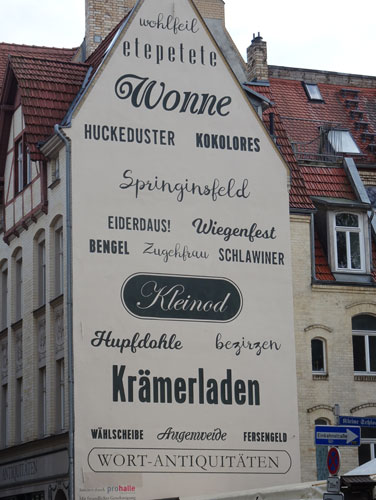 wohlfeil
etepetete
Wonne
HUCKEDUSTER KOKOLORES
Springinsfeld
EIDERDAUS! Wiegenfest
BENGEL Zugehfrau SCHLAWINER
Kleinod
Hupfdohle bezirzen
Krämerladen
WÄHLSCHEIBE Augenweide FERSENGELD
WORT-ANTIQUITÄTEN
prohalle